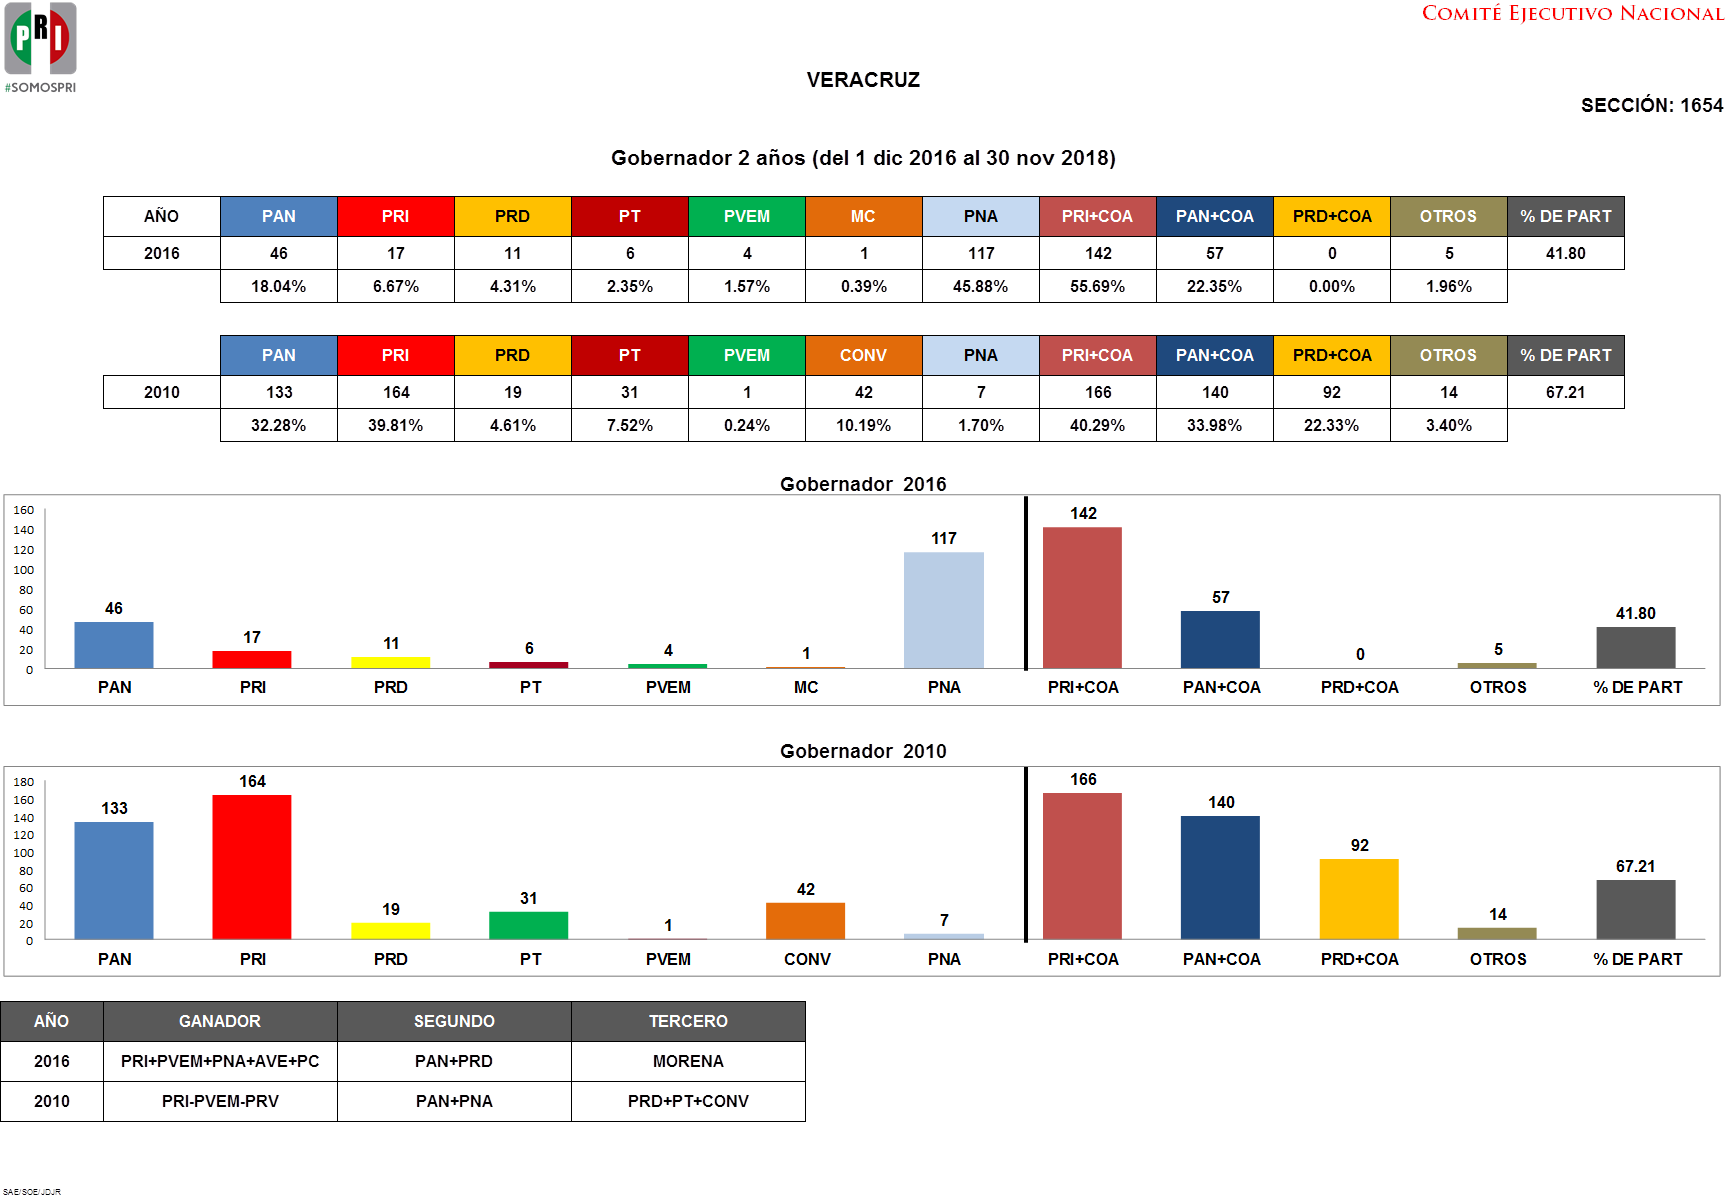 COMITÉ EJECUTIVO NACIONAL
PRI
#SOMOSPRI
VERACRUZ
SECCIÓN: 1654
Gobernador 2 años (del 1 dic 2016 al 30 nov 2018)
AÑO PAN PRI PRD PT PVEM MC PNA PRI+COA PAN+COA PRD+COA OTROS % DE PART
2016 46 17 11 6 4 1 117 142 57 0 5 41.80
18.04% 6.67% 4.31% 2.35% 1.57% 0.39% 45.88% 55.69% 22.35% 0.00% 1.96%
PAN PRI PRD PT PVEM CONV PNA PRI+COA PAN+COA PRD+COA OTROS % DE PART
2010 133 164 19 31 1 42 7 166 140 92 14 67.21
32.28% 39.81% 4.61% 7.52% 0.24% 10.19% 1.70% 40.29% 33.98% 22.33% 3.40%
Gobernador 2016
160
140
120
100
80
60
40
20
0
46 17 11 6 4 1 117 142 57 0 5 41.80
PAN PRI PRD PT PVEM MC PNA PRI+COA PAN+COA PRD+COA OTROS % DE PART
Gobernador 2010
180
160
140
120
100
80
60
40
20
0
133 164 19 31 1 42 7 166 140 92 14 67.21
PAN PRI PRD PT PVEM CONV PNA PRI+COA PAN+COA PRD+COA OTROS % DE PART
AÑO GANADOR SEGUNDO TERCERO
2016 PRI+PVEM+PNA+AVE+PC PAN+PRD MORENA
2010 PRI-PVEM-PRV PAN+PNA PRD+PT+CONV
SAE/SOE/JDJR